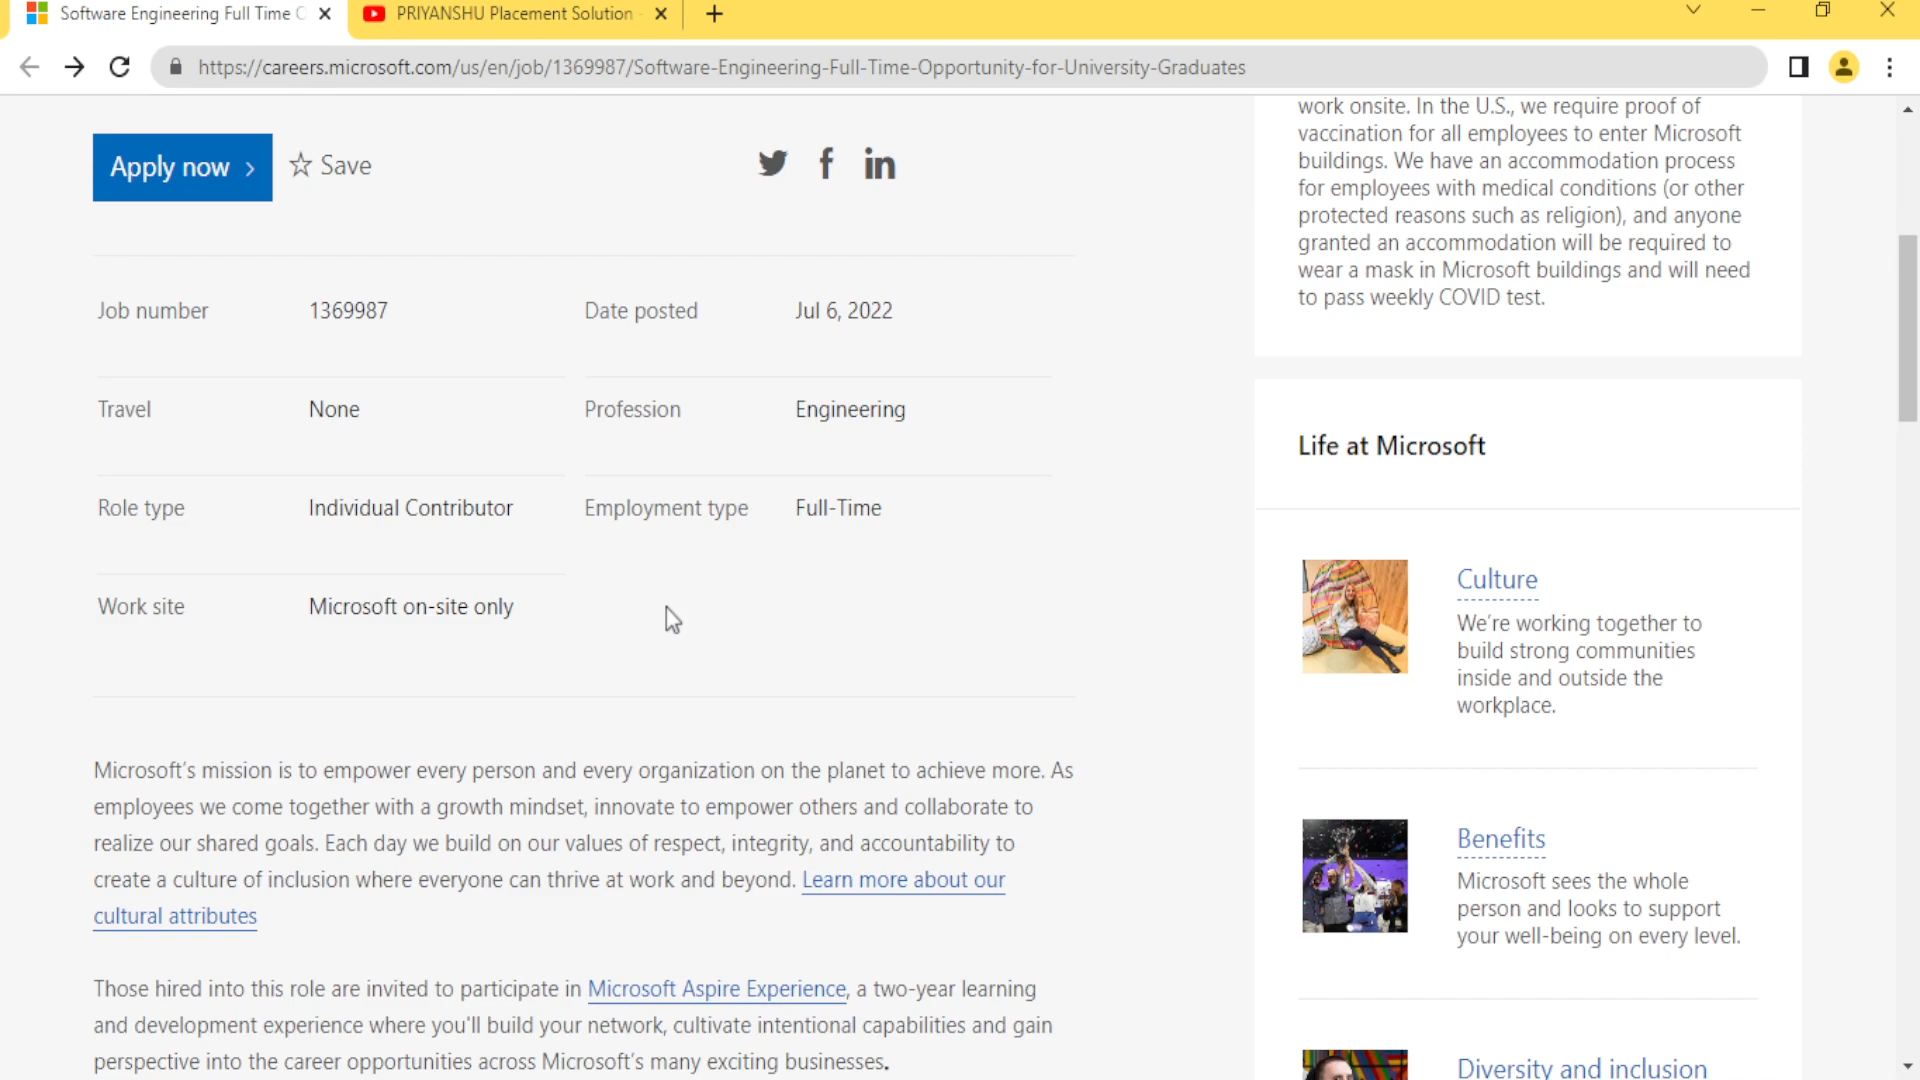 Software Engineering Full Time
PRIYANSHU Placement Solution
https://careers.microsoft.com/us/en/job/1369987/Software-Engineering-Full-Time-Opportunity-for-University-Graduates
Apply now
Save
Job number 1369987 Date posted Jul 6, 2022
Travel None Profession Engineering
Role type Individual Contributor Employment type Full-Time
Work site Microsoft on-site only
Microsoft's mission is to empower every person and every organization on the planet to achieve more. As
employees we come together with a growth mindset, innovate to empower others and collaborate to
realize our shared goals. Each day we build on our values of respect, integrity, and accountability to
create a culture of inclusion where everyone can thrive at work and beyond. Learn more about our
cultural attributes
Those hired into this role are invited to participate in Microsoft Aspire Experience, a two-year learning
and development experience where you'll build your network, cultivate intentional capabilities and gain
perspective into the career opportunities across Microsoft's many exciting businesses.
work onsite. In the U.S., we require proof of
vaccination for all employees to enter Microsoft
buildings. We have an accommodation process
for employees with medical conditions (or other
protected reasons such as religion), and anyone
granted an accommodation will be required to
wear a mask in Microsoft buildings and will need
to pass weekly COVID test.
Life at Microsoft
Culture
We're working together to
build strong communities
inside and outside the
workplace.
Benefits
Microsoft sees the whole
person and looks to support
your well-being on every level.
Diversity and inclusion